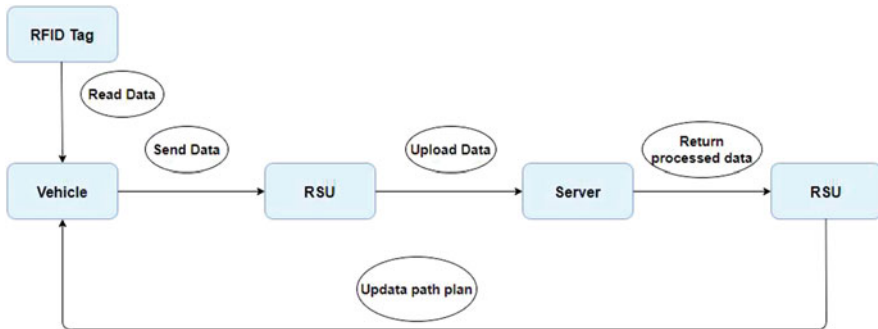 RFID Tag
Read Data
Send Data
Upload Data
Return
processed data
Vehicle
RSU
Server
RSU
Updata path plan